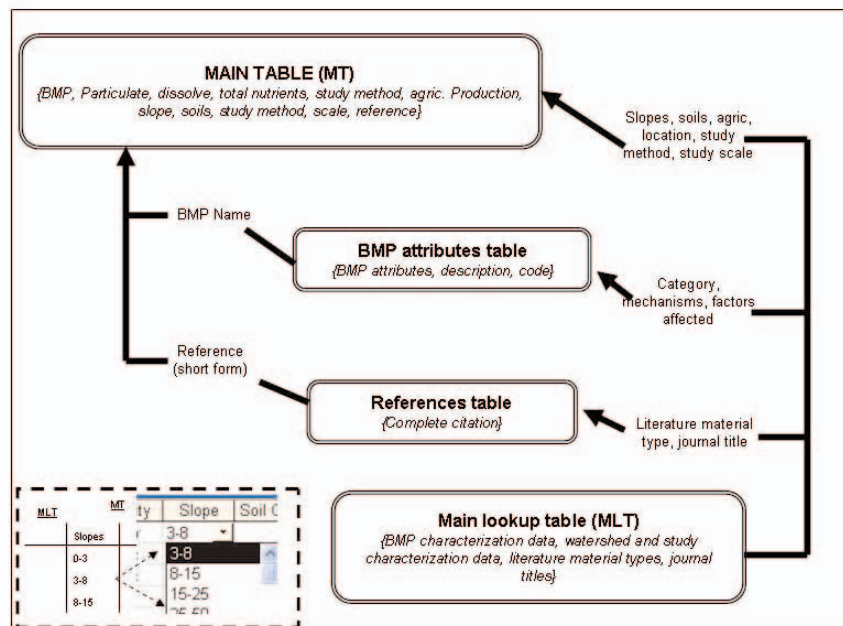 MAIN TABLE (MT)
{BMP, Particulate, dissolve, total nutrients, study method, agric. Production,
slope, soils, study method, scale, reference}
Slopes, soils, agric,
location, study
method, study scale
BMP Name
BMP attributes table
{BMP attributes, description, code}
Category,
mechanisms, factors
affected
Reference
(short form)
References table
{Complete citation}
Literature material
type, journal title
Main lookup table (MLT)
{BMP characterization data, watershed and study
characterization data, literature material types, journal
titles}
MLT
MT
Slopes
0-3
3-8
8-15
ty Slope Soil
3-8
3-8
8-15
15-25
25-50